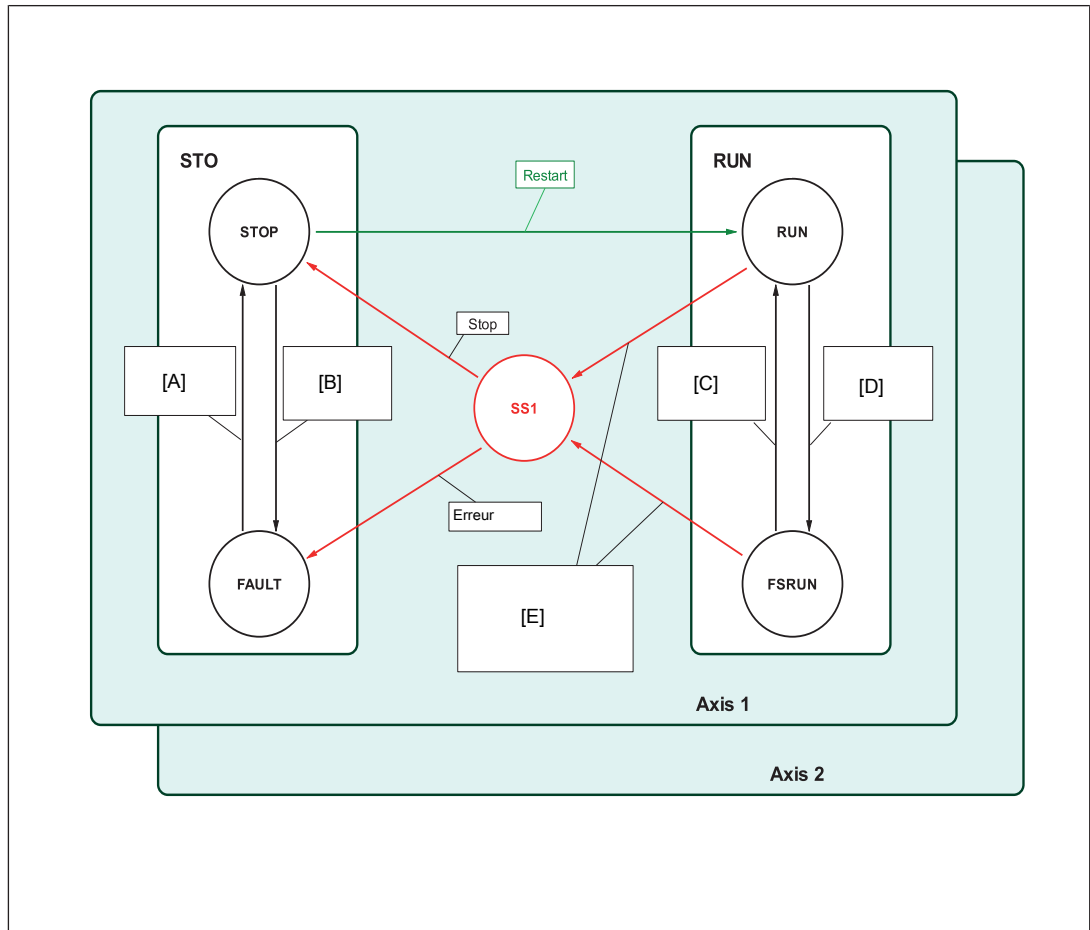 STO
RUN
Restart
STOP
RUN
Stop
[A]
[B]
[C]
[D]
SS1
Erreur
FAULT
FSRUN
[E]
Axis 1
Axis 2